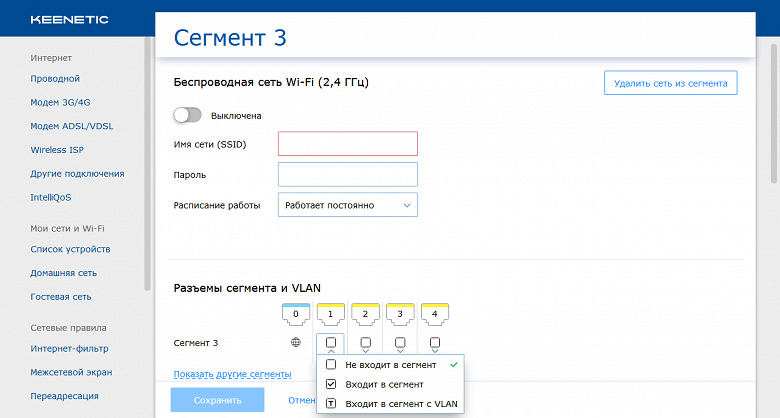 KEENETIC
Сегмент 3
Интернет
Проводной
Модем 3G/4G
Модем ADSL/VDSL
Wireless ISP
Другие подключения
IntelliQoS
Мои сети и Wi-Fi
Список устройств
Домашняя сеть
Гостевая сеть
Сетевые правила
Интернет-фильтр
Межсетевой экран
Переадресация
Беспроводная сеть Wi-Fi (2,4 ГГц)
Удалить сеть из сегмента
Выключена
Имя сети (SSID)
Пароль
Расписание работы Работает постоянно
Разъемы сегмента и VLAN
0 1 2 3 4
Сегмент 3
Не входит в сегмент
Входит в сегмент
T Входит в сегмент с VLAN
Показать другие сегменты
Сохранить Отмен